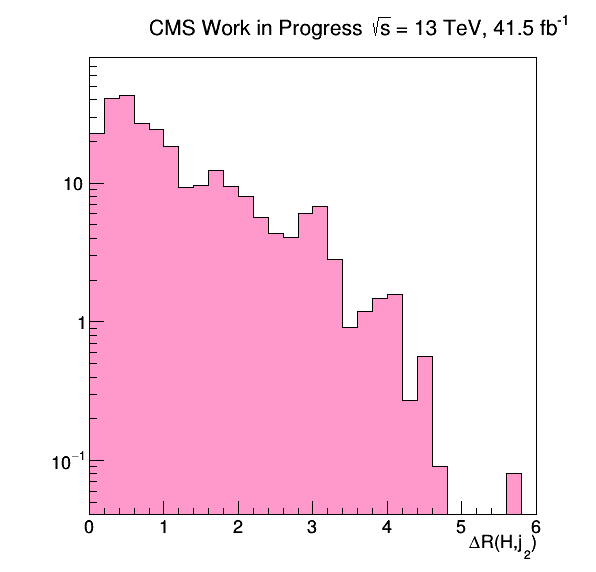 CMS Work in Progress √s = 13 TeV, 41.5 fb⁻¹
10
1
10⁻¹
0 1 2 3 4 5 6
ΔR(H,j₂)